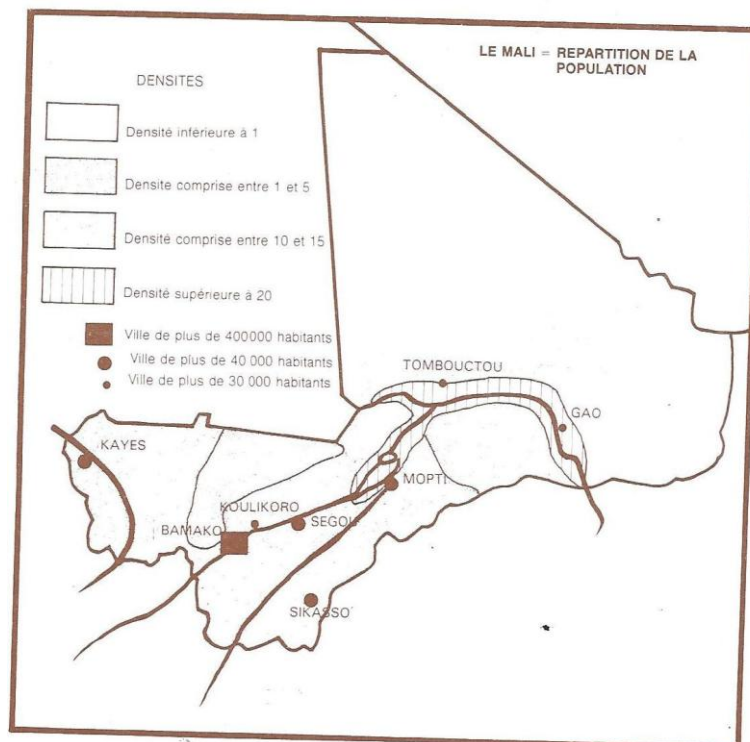 LE MALI = REPARTITION DE LA
POPULATION
DENSITES
Densité inférieure à 1
Densite comprise entre 1 et 5
Densité comprise entre 10 et 15
Densité supérieure à 20
Ville de plus de 400000 habitants
Ville de plus de 40 000 habitants
Ville de plus de 30 000 habitants
TOMBOUCTOU
GAO
KAYES
MOPTI
KOULIKORO
SEGOU
BAMAKO
SIKASSO